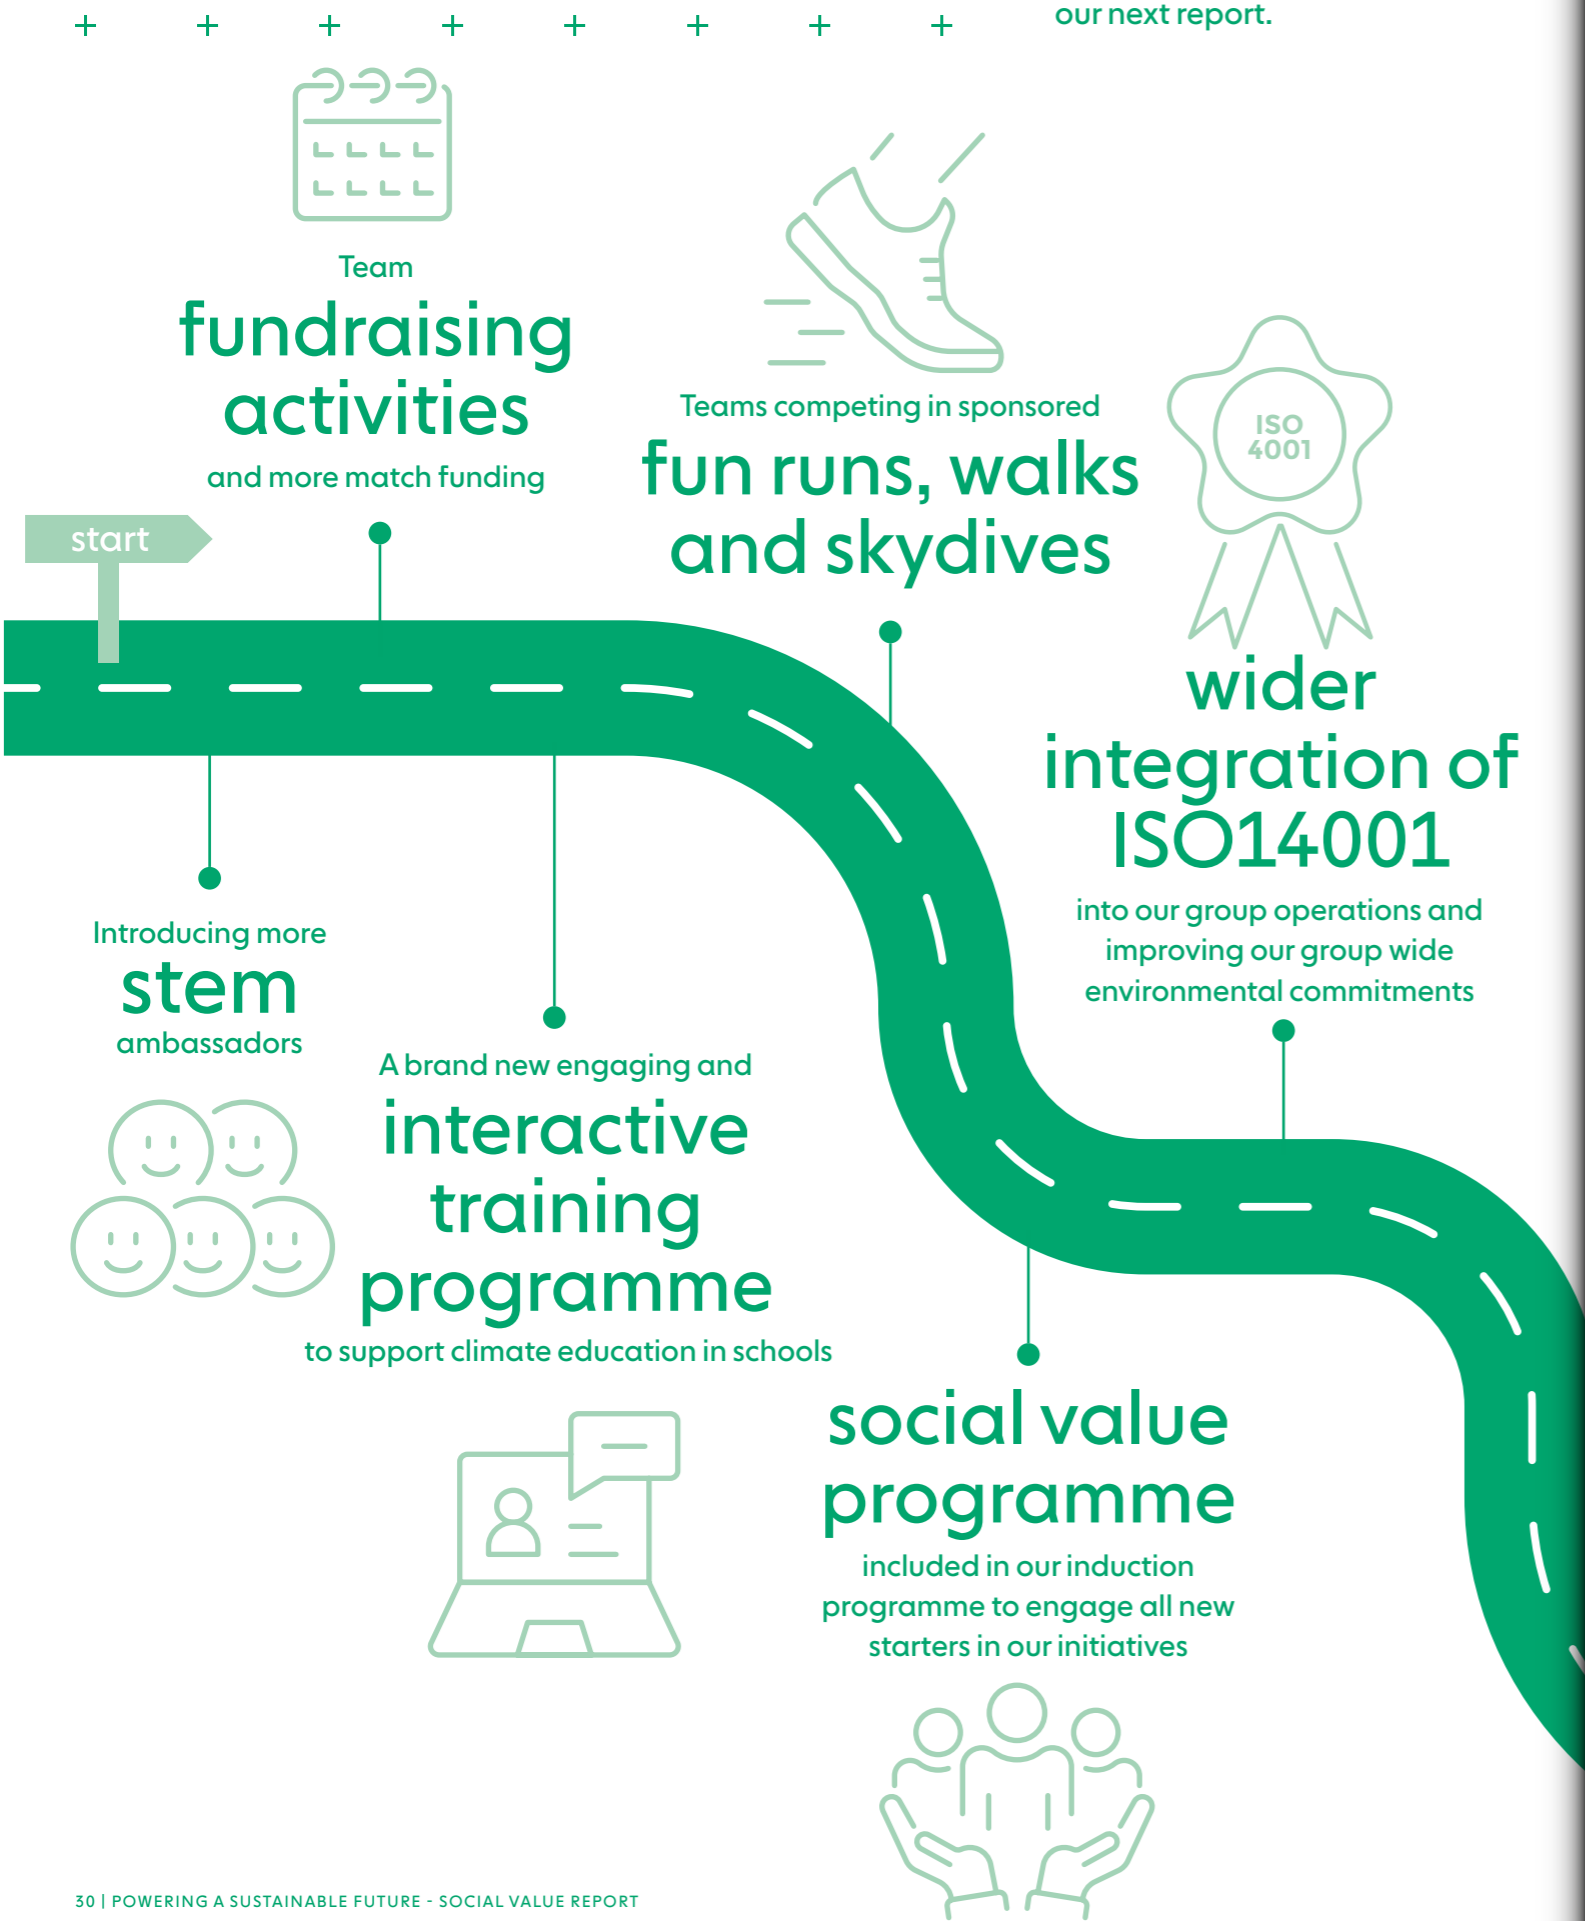 our next report.
Team
fundraising
activities
and more match funding
Teams competing in sponsored
fun runs, walks
and skydives
ISO
4001
start
wider
integration of
ISO14001
into our group operations and
improving our group wide
environmental commitments
Introducing more
stem
ambassadors
A brand new engaging and
interactive
training
programme
to support climate education in schools
social value
programme
included in our induction
programme to engage all new
starters in our initiatives
30 | POWERING A SUSTAINABLE FUTURE - SOCIAL VALUE REPORT